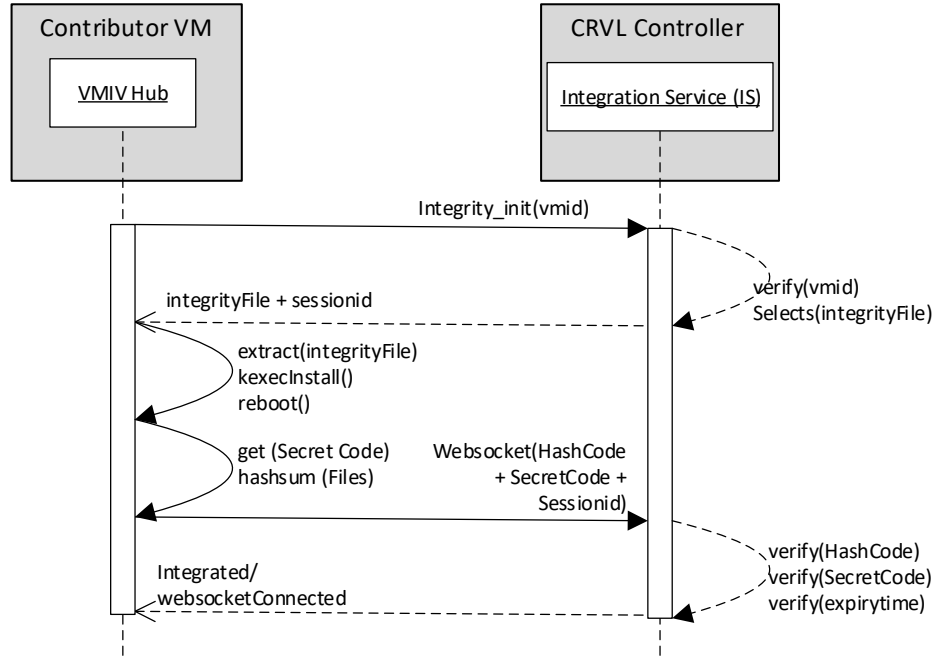 Contributor VM
CRVL Controller
VMIV Hub
Integration Service (IS)
Integrity_init(vmid)
verify(vmid)
Selects(integrityFile)
integrityFile + sessionid
extract(integrityFile)
kexecInstall()
reboot()
get (Secret Code)
hashsum (Files)
Websocket(HashCode
+ SecretCode +
Sessionid)
verify(HashCode)
verify(SecretCode)
verify(expirytime)
Integrated/
websocketConnected